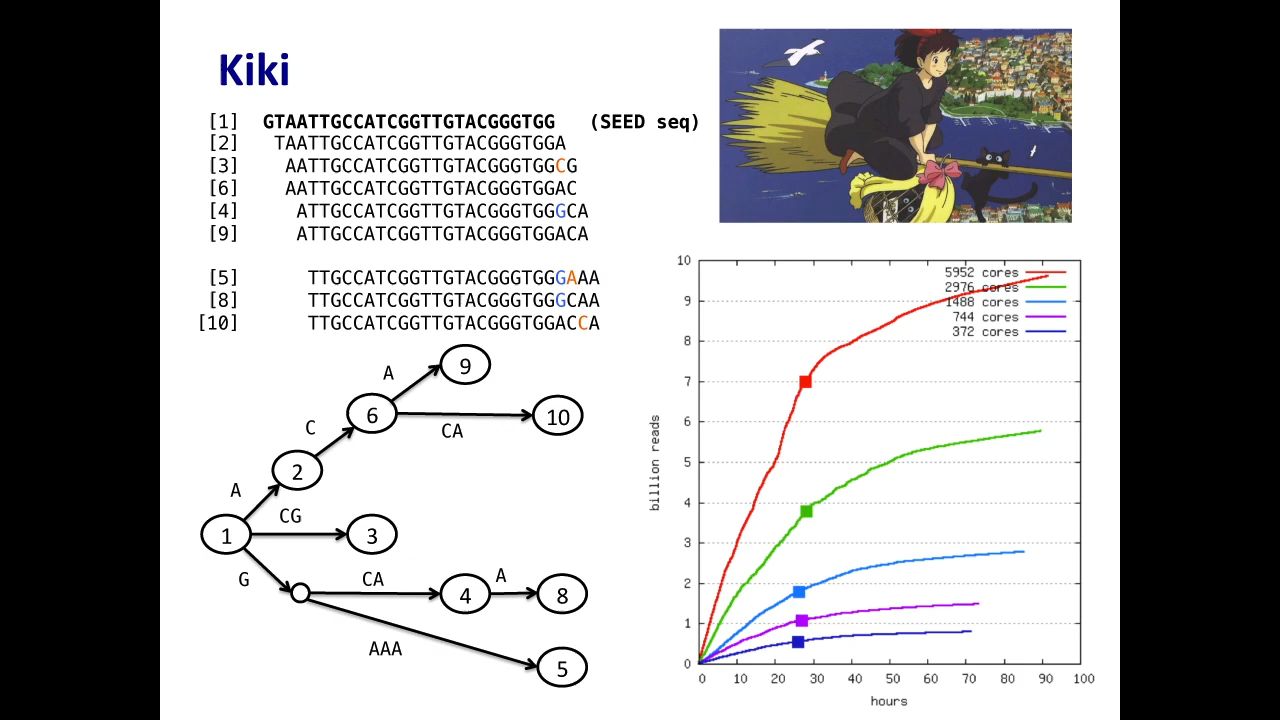 Kiki
[1] GTAATTGCCATCGGTTGTACGGGTGG (SEED seq)
[2] TAATTGCCATCGGTTGTACGGGTGGA
[3] AATTGCCATCGGTTGTACGGGTGGCG
[6] AATTGCCATCGGTTGTACGGGTGGAC
[4] ATTGCCATCGGTTGTACGGGTGGGCA
[9] ATTGCCATCGGTTGTACGGGTGGACA
[5] TTGCCATCGGTTGTACGGGTGGGAAA
[8] TTGCCATCGGTTGTACGGGTGGGCAA
[10] TTGCCATCGGTTGTACGGGTGGACCA
A
9
6
10
C
CA
2
A
1
CG
3
G
CA
4
A
8
AAA
5
10
9
8
7
6
5
4
3
2
1
0
billion reads
5952 cores
2976 cores
1488 cores
744 cores
372 cores
0 10 20 30 40 50 60 70 80 90 100
hours